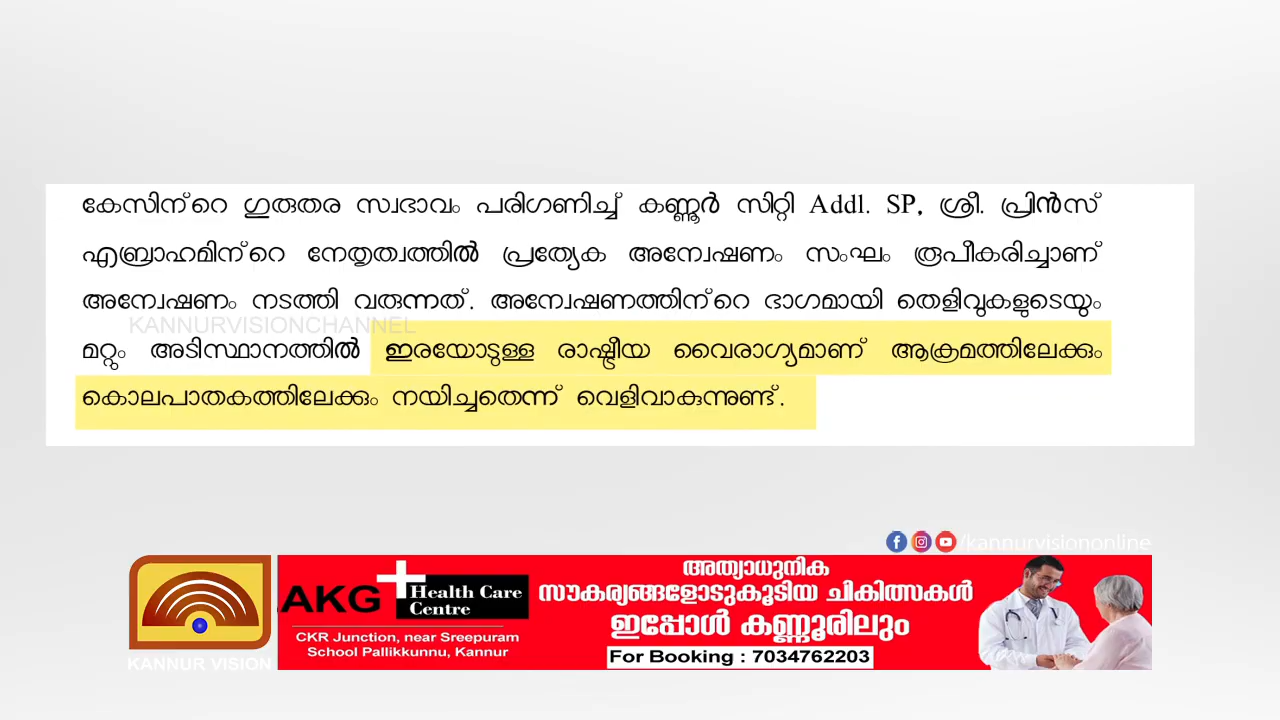 കേസിന്റെ ഗുരുതര സ്വഭാവം പരിഗണിച്ച് കണ്ണൂർ സിറ്റി Addl. SP, ശ്രീ. പ്രിൻസ്
എബ്രാഹമിന്റെ നേതൃത്വത്തിൽ പ്രത്യേക അന്വേഷണം സംഘം രൂപീകരിച്ചാണ്
അന്വേഷണം നടത്തി വരുന്നത്. അന്വേഷണത്തിന്റെ ഭാഗമായി തെളിവുകളുടെയും
KANNURVISIONCHANNEL
മറ്റും അടിസ്ഥാനത്തിൽ ഇരയോടുള്ള രാഷ്ട്രീയ വൈരാഗ്യമാണ് ആക്രമത്തിലേക്കും
കൊലപാതകത്തിലേക്കും നയിച്ചതെന്ന് വെളിവാകുന്നുണ്ട്.
/kannurvisiononline
AKG Health Care
Centre
CKR Junction, near Sreepuram
School Pallikkunnu, Kannur
അത്യാധുനിക
സൗകര്യങ്ങളോടുകൂടിയ ചികിത്സകൾ
ഇപ്പോൾ കണ്ണൂരിലും
For Booking : 7034762203
KANNUR VISION